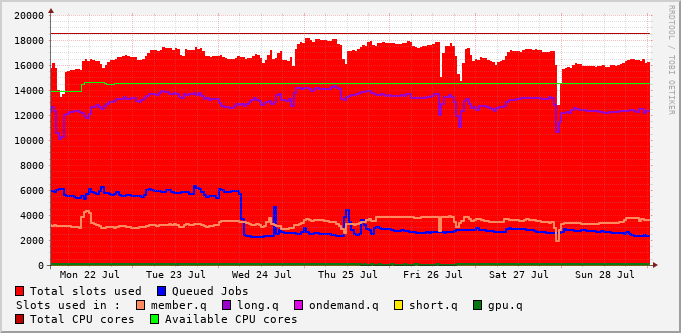 20000
18000
16000
14000
12000
10000
8000
6000
4000
2000
0
Mon 22 Jul Tue 23 Jul Wed 24 Jul Thu 25 Jul Fri 26 Jul Sat 27 Jul Sun 28 Jul
RRDTOOL / TOBI OETIKER
Total slots used Queued Jobs
Slots used in : member.q long.q ondemand.q short.q gpu.q
Total CPU cores Available CPU cores